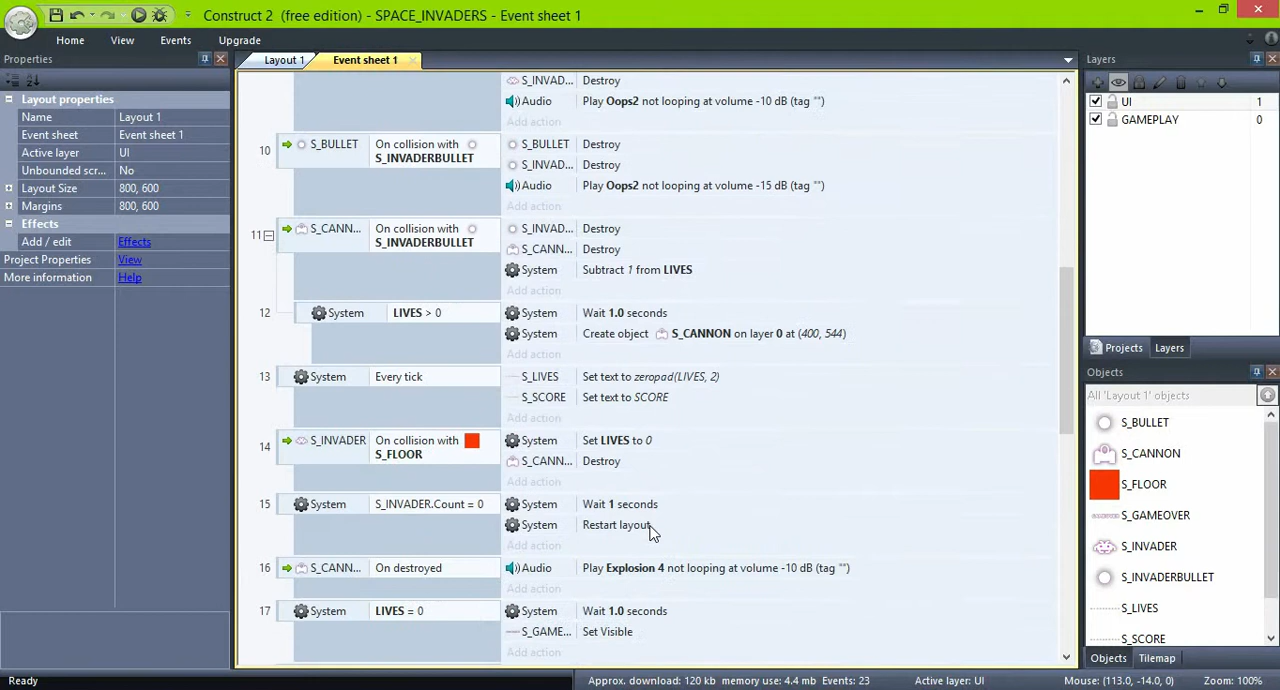 Construct 2 (free edition) - SPACE_INVADERS - Event sheet 1
Home View Events Upgrade
Properties
Layout properties
Name Layout 1
Event sheet Event sheet 1
Active layer UI
Unbounded scr... No
Layout Size 800, 600
Margins 800, 600
Effects
Add / edit Effects
Project Properties View
More information Help
Layout 1 Event sheet 1
S_INVAD... Destroy
Audio Play Oops2 not looping at volume -10 dB (tag "")
Add action
10 S_BULLET On collision with S_INVADERBULLET
S_BULLET Destroy
S_INVAD... Destroy
Audio Play Oops2 not looping at volume -15 dB (tag "")
Add action
11 S_CANN... On collision with S_INVADERBULLET
S_INVAD... Destroy
S_CANN... Destroy
System Subtract 1 from LIVES
Add action
12 System LIVES > 0
System Wait 1.0 seconds
System Create object S_CANNON on layer 0 at (400, 544)
Add action
13 System Every tick
S_LIVES Set text to zeropad(LIVES, 2)
S_SCORE Set text to SCORE
Add action
14 S_INVADER On collision with S_FLOOR
System Set LIVES to 0
S_CANN... Destroy
Add action
15 System S_INVADER.Count = 0
System Wait 1 seconds
System Restart layout
Add action
16 S_CANN... On destroyed
Audio Play Explosion 4 not looping at volume -10 dB (tag "")
Add action
17 System LIVES = 0
System Wait 1.0 seconds
S_GAME... Set Visible
Add action
Layers
UI 1
GAMEPLAY 0
Projects Layers
Objects
All 'Layout 1' objects
S_BULLET
S_CANNON
S_FLOOR
S_GAMEOVER
S_INVADER
S_INVADERBULLET
S_LIVES
S_SCORE
Objects Tilemap
Ready
Approx. download: 120 kb memory use: 4.4 mb Events: 23 Active layer: UI Mouse: (113.0, -14.0, 0) Zoom: 100%